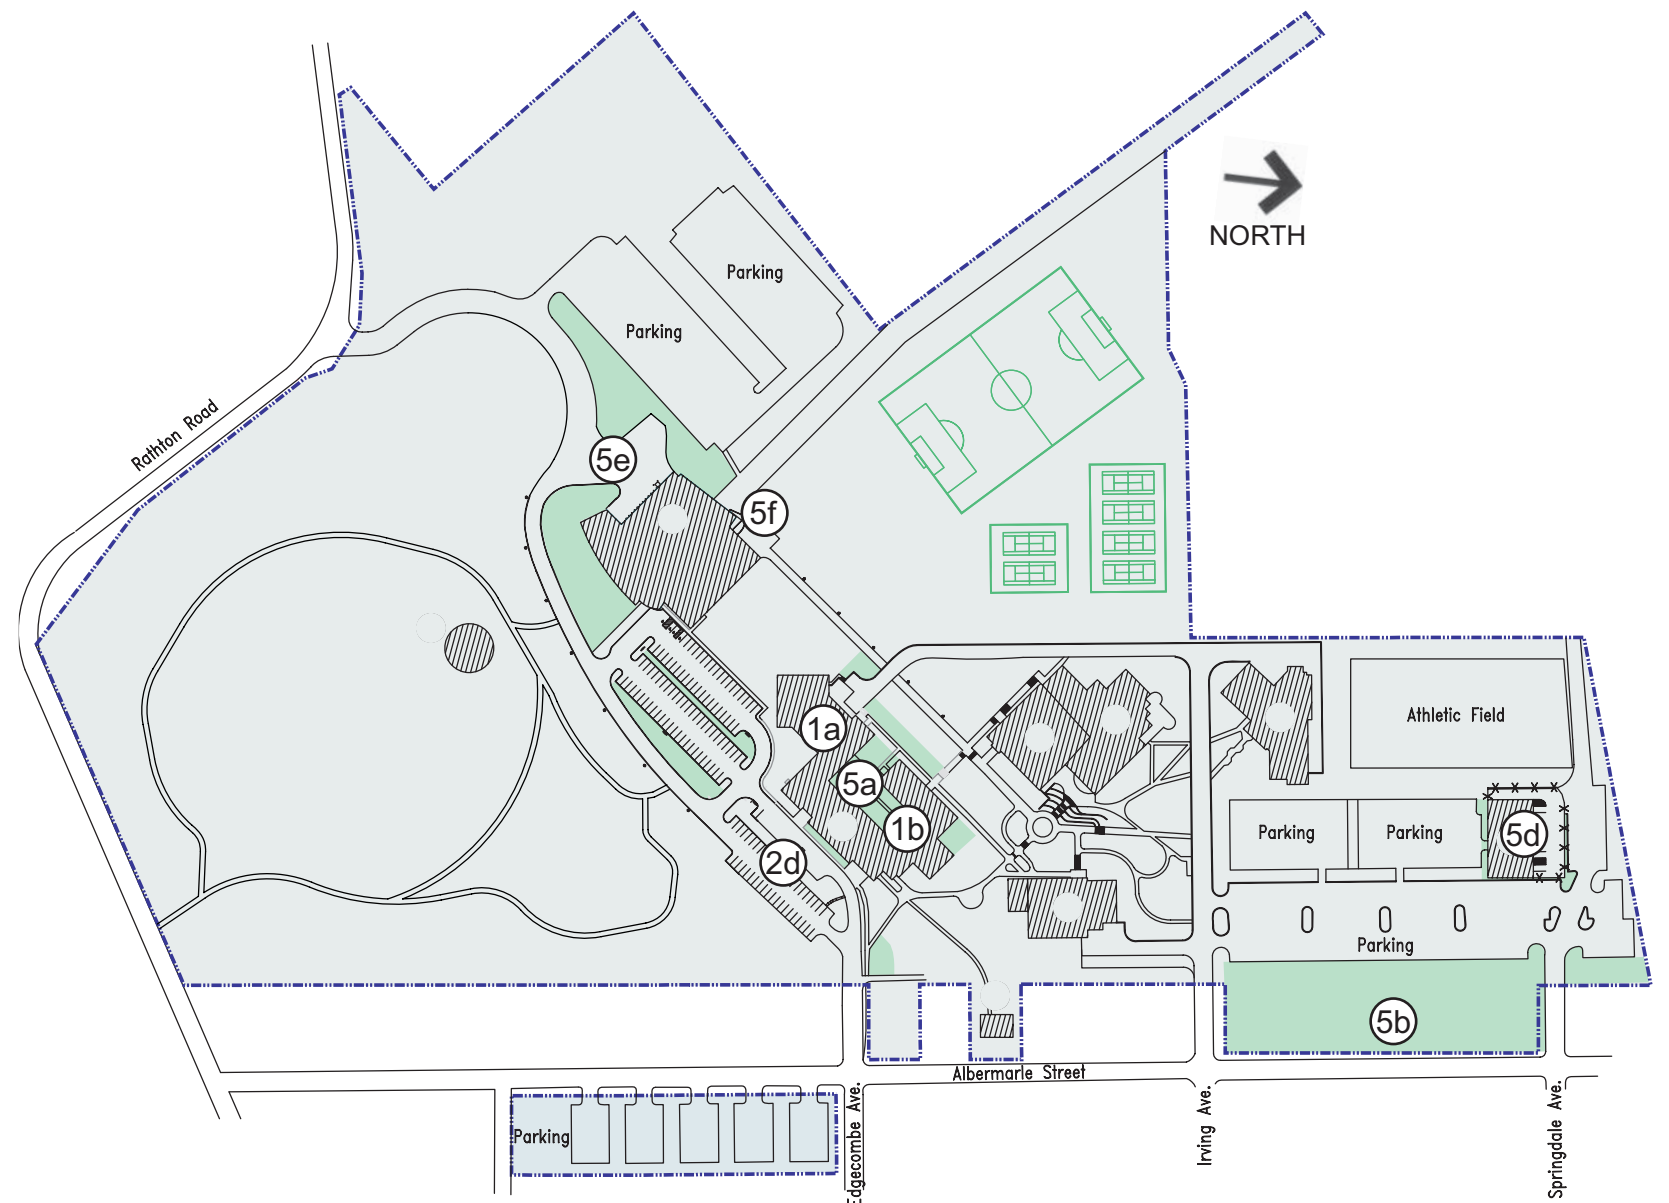 NORTH
Parking
Parking
Rathton Road
5e
5f
1a
5a
1b
2d
Athletic Field
Parking
Parking
5d
Parking
5b
Albermarle Street
Parking
Edgecombe Ave.
Irving Ave.
Springdale Ave.